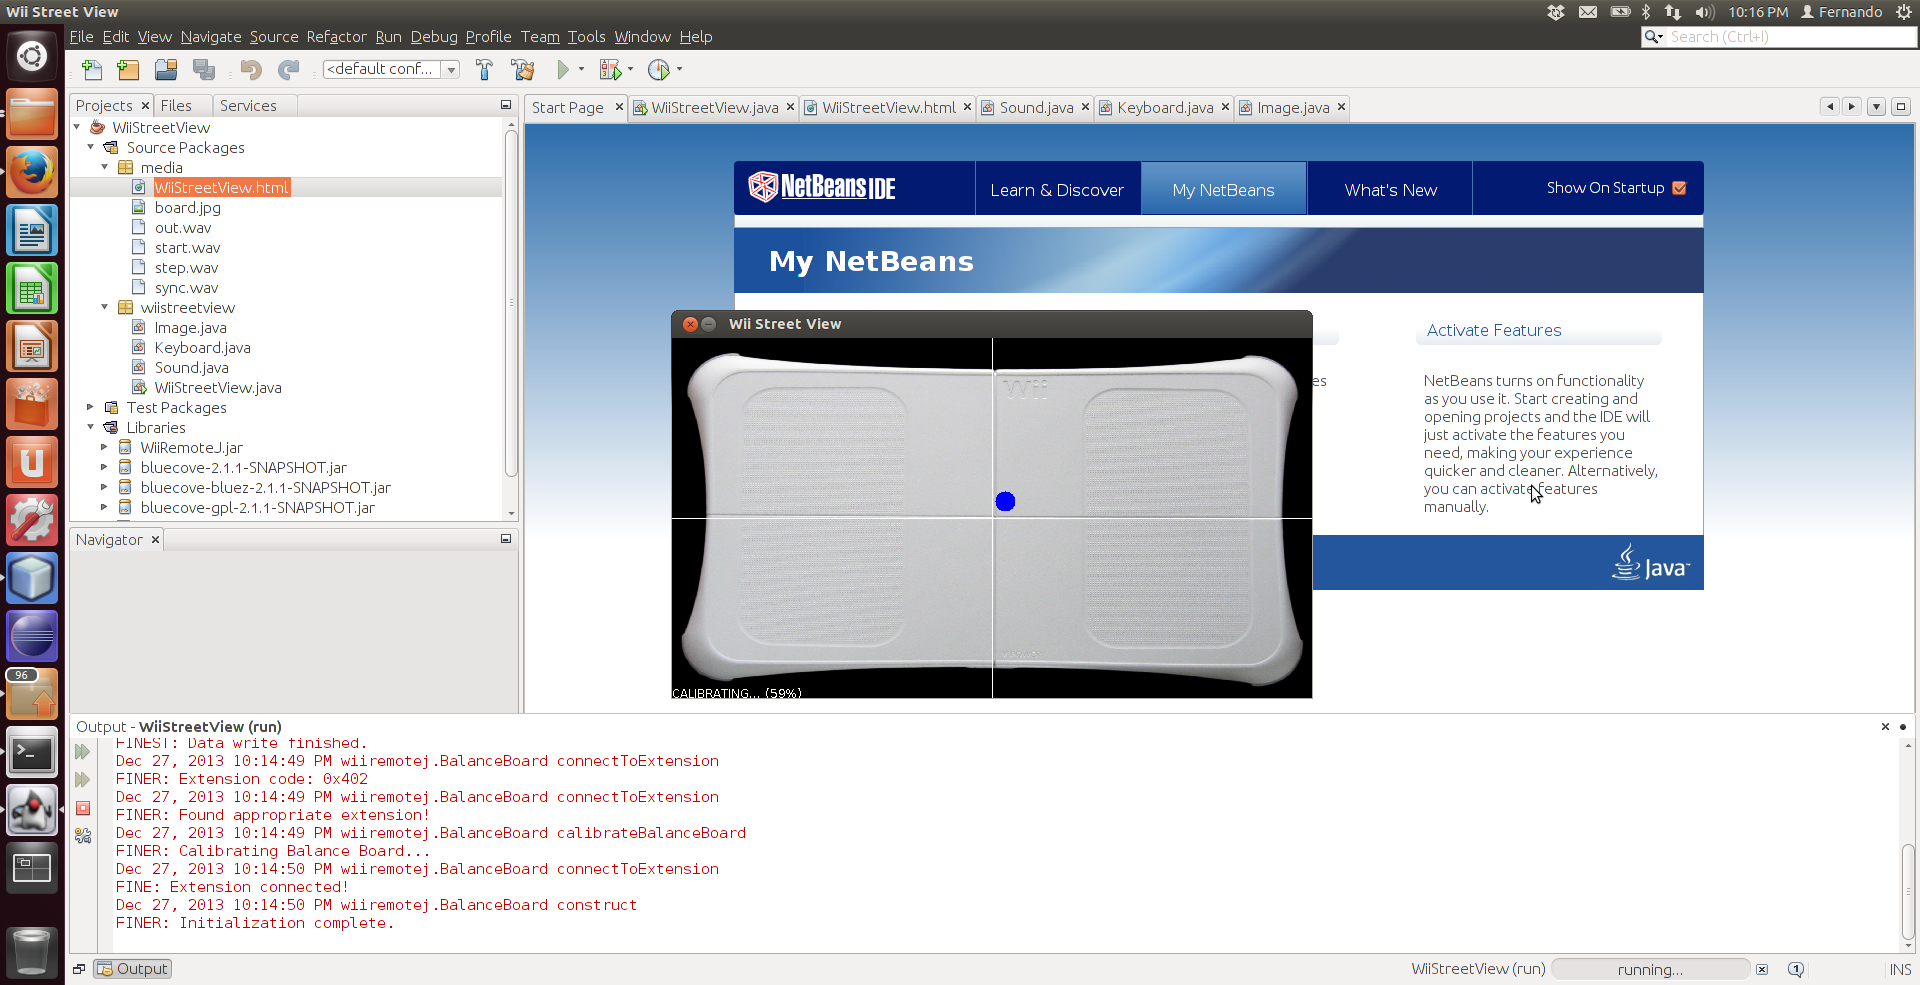 Wii Street View
10:16 PM Fernando
File Edit View Navigate Source Refactor Run Debug Profile Team Tools Window Help
Search (Ctrl+I)
<default conf...
Projects Files Services
WiiStreetView
Source Packages
media
WiiStreetView.html
board.jpg
out.wav
start.wav
step.wav
sync.wav
wiistreetview
Image.java
Keyboard.java
Sound.java
WiiStreetView.java
Test Packages
Libraries
WiiRemoteJ.jar
bluecove-2.1.1-SNAPSHOT.jar
bluecove-bluez-2.1.1-SNAPSHOT.jar
bluecove-gpl-2.1.1-SNAPSHOT.jar
Navigator
Start Page WiiStreetView.java WiiStreetView.html Sound.java Keyboard.java Image.java
NetBeans IDE Learn & Discover My NetBeans What's New Show On Startup
My NetBeans
Activate Features
es
NetBeans turns on functionality
as you use it. Start creating and
opening projects and the IDE will
just activate the features you
need, making your experience
quicker and cleaner. Alternatively,
you can activate features
manually.
Java
Wii Street View
Wii
CALIBRATING... (59%)
96
Output - WiiStreetView (run)
FINEST: Data write finished.
Dec 27, 2013 10:14:49 PM wiiremotej.BalanceBoard connectToExtension
FINER: Extension code: 0x402
Dec 27, 2013 10:14:49 PM wiiremotej.BalanceBoard connectToExtension
FINER: Found appropriate extension!
Dec 27, 2013 10:14:49 PM wiiremotej.BalanceBoard calibrateBalanceBoard
FINER: Calibrating Balance Board...
Dec 27, 2013 10:14:50 PM wiiremotej.BalanceBoard connectToExtension
FINE: Extension connected!
Dec 27, 2013 10:14:50 PM wiiremotej.BalanceBoard construct
FINER: Initialization complete.
Output
WiiStreetView (run) running... 1 INS